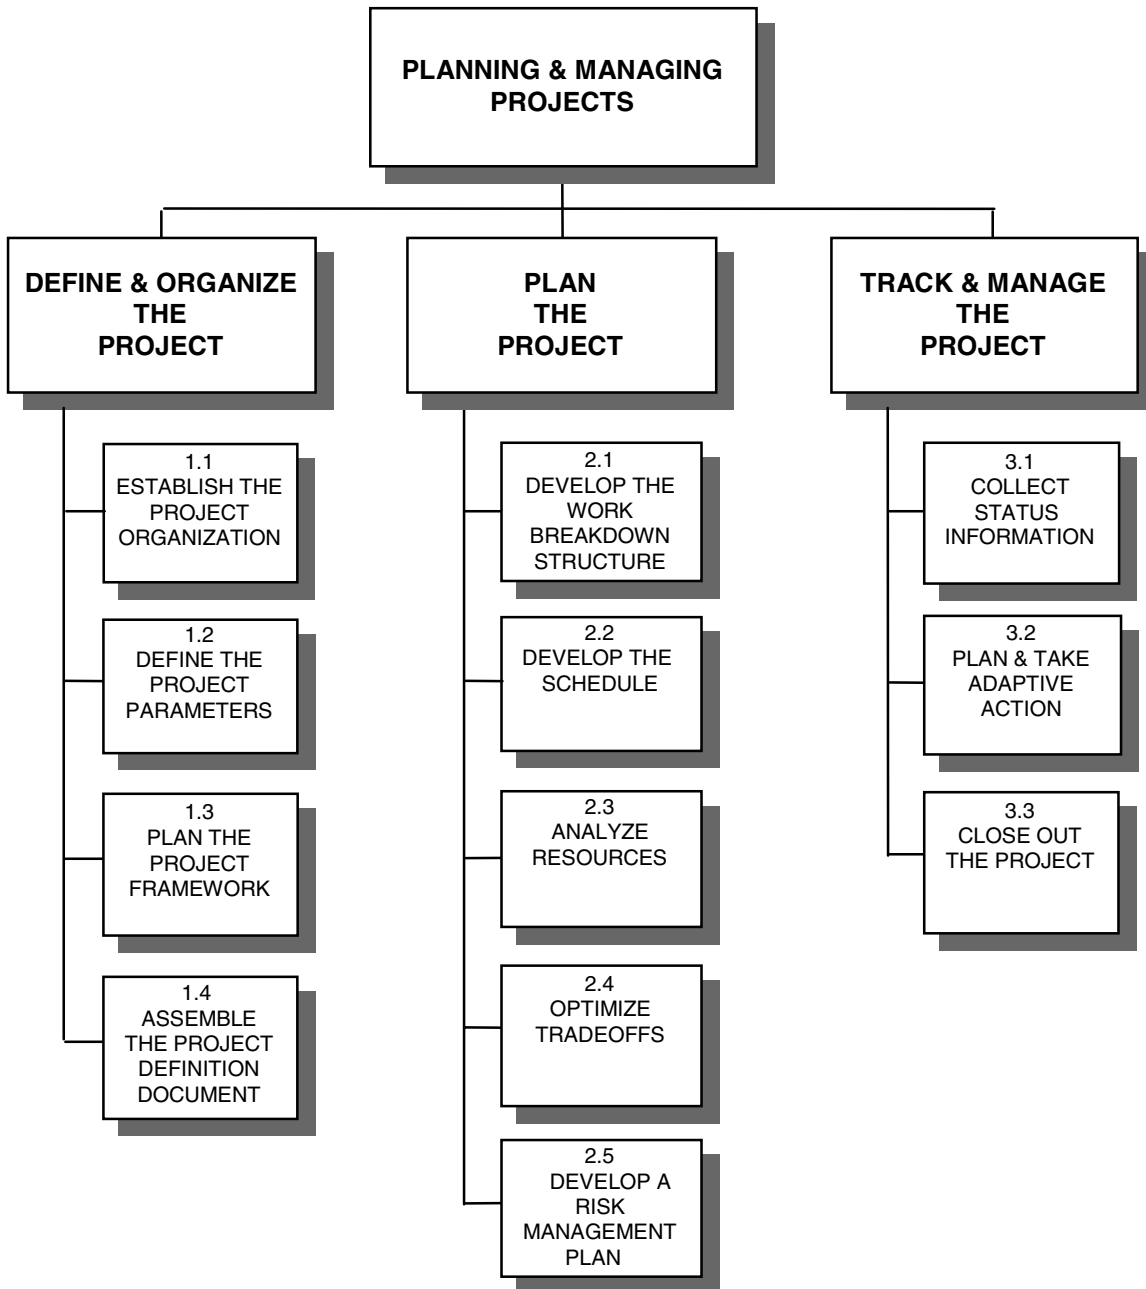 PLANNING & MANAGING
PROJECTS
DEFINE & ORGANIZE
THE
PROJECT
1.1
ESTABLISH THE
PROJECT
ORGANIZATION
1.2
DEFINE THE
PROJECT
PARAMETERS
1.3
PLAN THE
PROJECT
FRAMEWORK
1.4
ASSEMBLE
THE PROJECT
DEFINITION
DOCUMENT
PLAN
THE
PROJECT
2.1
DEVELOP THE
WORK
BREAKDOWN
STRUCTURE
2.2
DEVELOP THE
SCHEDULE
2.3
ANALYZE
RESOURCES
2.4
OPTIMIZE
TRADEOFFS
2.5
DEVELOP A
RISK
MANAGEMENT
PLAN
TRACK & MANAGE
THE
PROJECT
3.1
COLLECT
STATUS
INFORMATION
3.2
PLAN & TAKE
ADAPTIVE
ACTION
3.3
CLOSE OUT
THE PROJECT